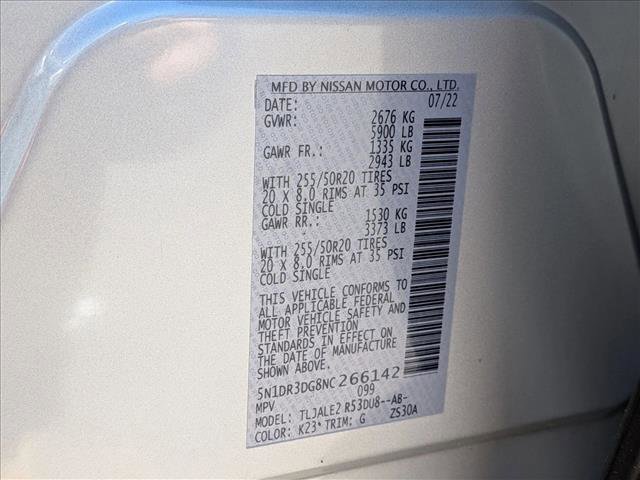 MFD BY NISSAN MOTOR CO., LTD.
DATE: 07/22
GVWR: 2676 KG
5900 LB
GAWR FR.: 1335 KG
2943 LB
WITH 255/50R20 TIRES
20 X 8.0 RIMS AT 35 PSI
COLD SINGLE
GAWR RR.: 1530 KG
3373 LB
WITH 255/50R20 TIRES
20 X 8.0 RIMS AT 35 PSI
COLD SINGLE
THIS VEHICLE CONFORMS TO
ALL APPLICABLE FEDERAL
MOTOR VEHICLE SAFETY AND
THEFT PREVENTION
STANDARDS IN EFFECT ON
THE DATE OF MANUFACTURE
SHOWN ABOVE.
5N1DR3DG8NC266142
MPV 099
MODEL: TLJALE2 R53DU8--AB-
COLOR: K23* TRIM: G ZS30A